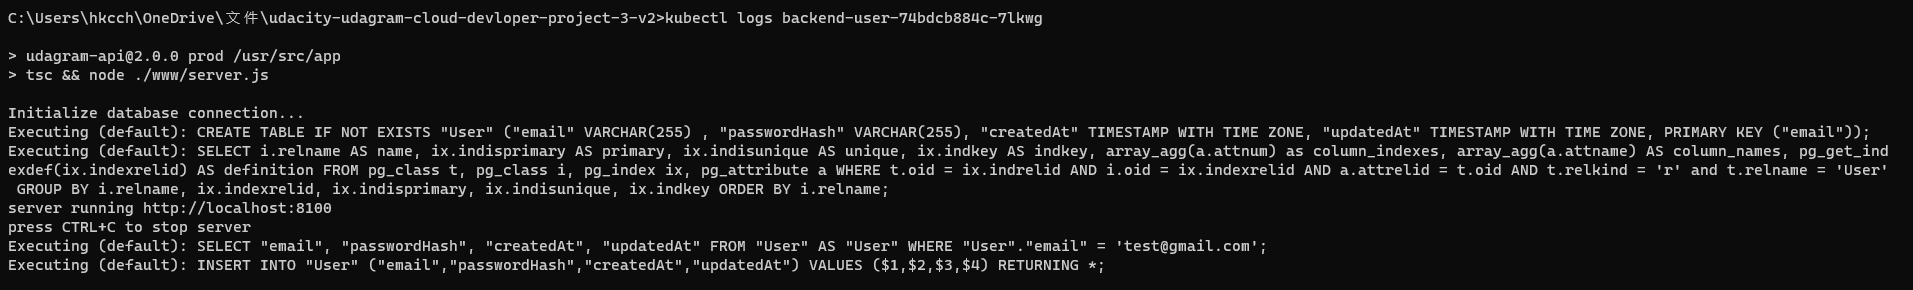 C:\Users\hkcch\OneDrive\文件\udacity-udagram-cloud-devloper-project-3-v2>kubectl logs backend-user-74bdcb884c-7lkwg
> udagram-api@2.0.0 prod /usr/src/app
> tsc && node ./www/server.js
Initialize database connection...
Executing (default): CREATE TABLE IF NOT EXISTS "User" ("email" VARCHAR(255) , "passwordHash" VARCHAR(255), "createdAt" TIMESTAMP WITH TIME ZONE, "updatedAt" TIMESTAMP WITH TIME ZONE, PRIMARY KEY ("email"));
Executing (default): SELECT i.relname AS name, ix.indisprimary AS primary, ix.indisunique AS unique, ix.indkey AS indkey, array_agg(a.attnum) as column_indexes, array_agg(a.attname) AS column_names, pg_get_ind
exdef(ix.indexrelid) AS definition FROM pg_class t, pg_class i, pg_index ix, pg_attribute a WHERE t.oid = ix.indrelid AND i.oid = ix.indexrelid AND a.attrelid = t.oid AND t.relkind = 'r' and t.relname = 'User'
 GROUP BY i.relname, ix.indexrelid, ix.indisprimary, ix.indisunique, ix.indkey ORDER BY i.relname;
server running http://localhost:8100
press CTRL+C to stop server
Executing (default): SELECT "email", "passwordHash", "createdAt", "updatedAt" FROM "User" AS "User" WHERE "User"."email" = 'test@gmail.com';
Executing (default): INSERT INTO "User" ("email","passwordHash","createdAt","updatedAt") VALUES ($1,$2,$3,$4) RETURNING *;